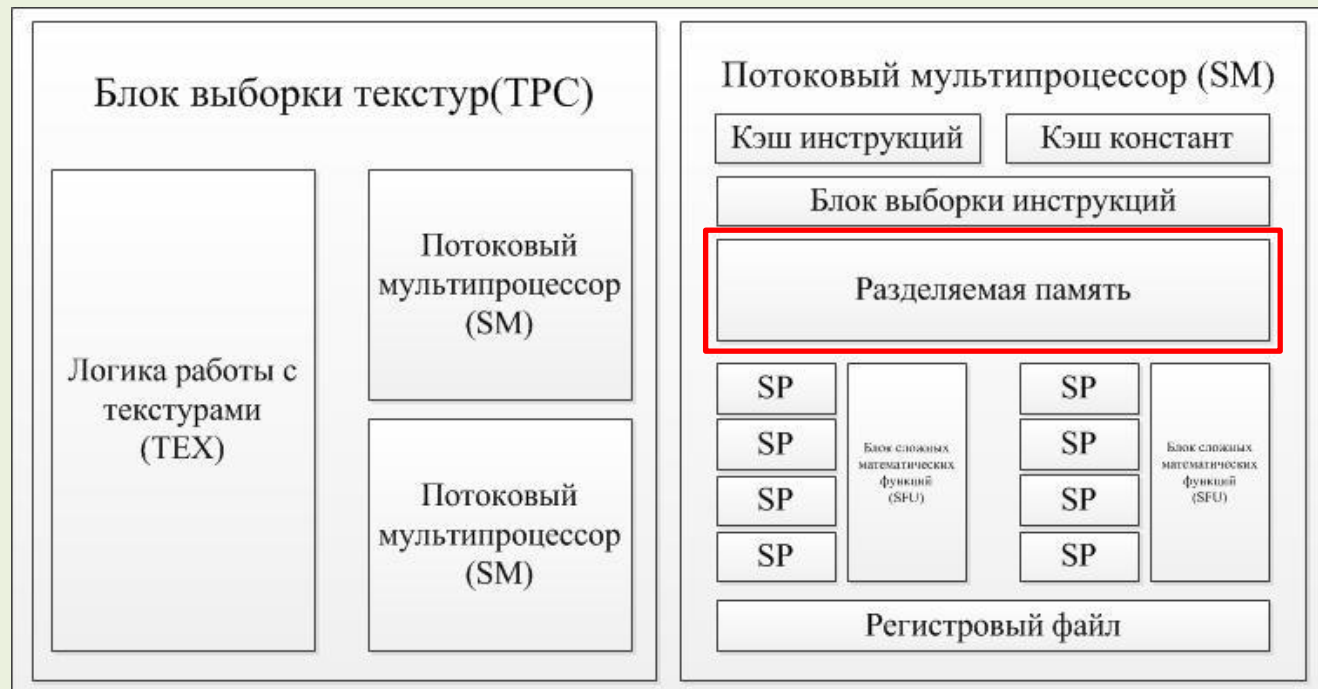 Блок выборки текстур(TPC)
Логика работы с
текстурами
(TEX)
Потоковый
мультипроцессор
(SM)
Потоковый
мультипроцессор
(SM)
Потоковый мультипроцессор (SM)
Кэш инструкций
Кэш констант
Блок выборки инструкций
Разделяемая память
SP
SP
SP
SP
Блок сложных
математических
функций
(SFU)
SP
SP
SP
SP
Блок сложных
математических
функций
(SFU)
Регистровый файл